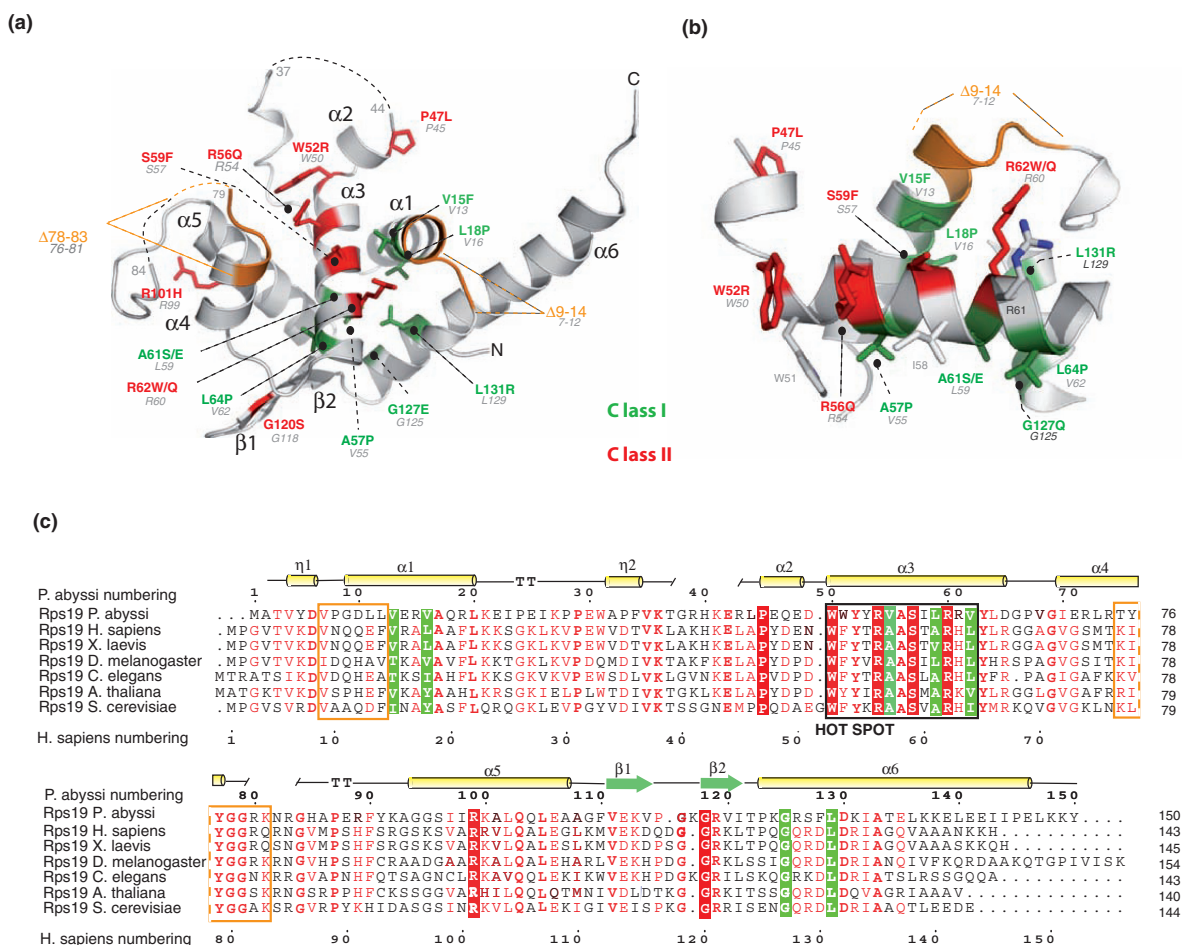 (a)
37
α2
44
P47L
P45
C
W52R
W50
R56Q
R54
S59F
S57
α3
79
α5
α1
V15F
V13
L18P
V16
α6
Δ78-83
76-81
84
R101H
R99
α4
Δ9-14
7-12
N
A61S/E
L59
R62W/Q
R60
L64P
V62
β2
L131R
L129
G127E
G125
G120S
G118
β1
A57P
V55
C class I
C class II
(b)
Δ9-14
7-12
P47L
P45
R62W/Q
R60
V15F
V13
S59F
S57
L18P
V16
L131R
L129
W52R
W50
R61
W51
I58
A61S/E
L59
L64P
V62
R56Q
R54
A57P
V55
G127Q
G125
(c)
η1 α1 TT η2 α2 α3 α4
P. abyssi numbering 1 10 20 30 40 50 60 70
Rps19 P. abyssi ...MATVYDVPGDLLVERVAQRLKEIPEIKPPEWAPFVKTGRHKERLPEQED.WWYYRVASILRRVYLDGPVGIERLRTY 76
Rps19 H. sapiens .MPGVTVKDVNQQEFVRALAAFLKKSGKLKVPEWVDTVKLAKHKELAPYDEN.WFYTRAASTARHLYLRGGAGVGSMTKI 78
Rps19 X. laevis .MPGVTVKDVNQQEFVRALAAFLKKSGKLKVPEWVDTVKLAKHKELAPYDEN.WFYTRAASTARHLYLRGGAGVGSMTKI 78
Rps19 D. melanogaster .MPGVTVKDIDQHAVTKAVAVFLKKTGKLKVPDQMDIVKTAKFKELAPYDPD.WFYVRCASILRHLYHRSPAGVGSITKI 78
Rps19 C. elegans MTRATSIKDVDQHEATKSIAHFLKKSGKVKVPEWSDLVKLGVNKELAPVDPD.WFYTRAASLARHLYFR.PAGIGAFKKV 78
Rps19 A. thaliana MATGKTVKDVSPHEFVKAYAAHLKRSGKIELPLWTDIVKTGKLKELAPYDPD.WYYIRAASMARKVYLRGGLGVGAFRRI 79
Rps19 S. cerevisiae .MPGVSVRDVAAQDFINAYASFLQRQGKLEVPGYVDIVKTSSGNEMPPQDAEGWFYKRAASVARHIYMRKQVGVGKLNKL 79
HOT SPOT
H. sapiens numbering 1 10 20 30 40 50 60 70
TT α5 β1 β2 α6
P. abyssi numbering 80 90 100 110 120 130 140 150
Rps19 P. abyssi YGGRKNRGHAPERFYKAGGSIIRKALQQLEAAGFVEKVP.GKGRVITPKGRSFLDKIATELKKELEEIIPELKKY. 150
Rps19 H. sapiens YGGRQRNGVMPSHFSRGSKSVARRVLQALEGLKMVEKDQDG.GRKLTPQGQRDLDRIAGQVAAANKKH 143
Rps19 X. laevis YGGRQRNGVMPSHFSRGSKSVARKVLQALESLKMVEKDPDG.GRKLTPQGQRDLDRIAGQVAAASKKQH 145
Rps19 D. melanogaster YGGRKRNGVHPSHFCRAADGAARKALQALEHARLVEKHPDG.GRKLSSIGQRDLDRIANQIVFKQRDAAKQTGPIVISK 154
Rps19 C. elegans YGGNKRRGVAPNHFQTSAGNCLRKAVQQLEKIKWVEKHPDGKGRILSKQGRKDLDRIATSLRSSGQQA 143
Rps19 A. thaliana YGGSKRNGSRPPHFCKSSGGVARHILQQLQTMNIVDLDTKG.GRRITSSGQRDLDQVAGRIAAAV 140
Rps19 S. cerevisiae YGGAKSRGVRPYKHIDASGSINRKVLQALEKIGIVEISPKG.GRRISENGQRDLDRIAAQTLEEDE 144
H. sapiens numbering 80 90 100 110 120 130 140 150